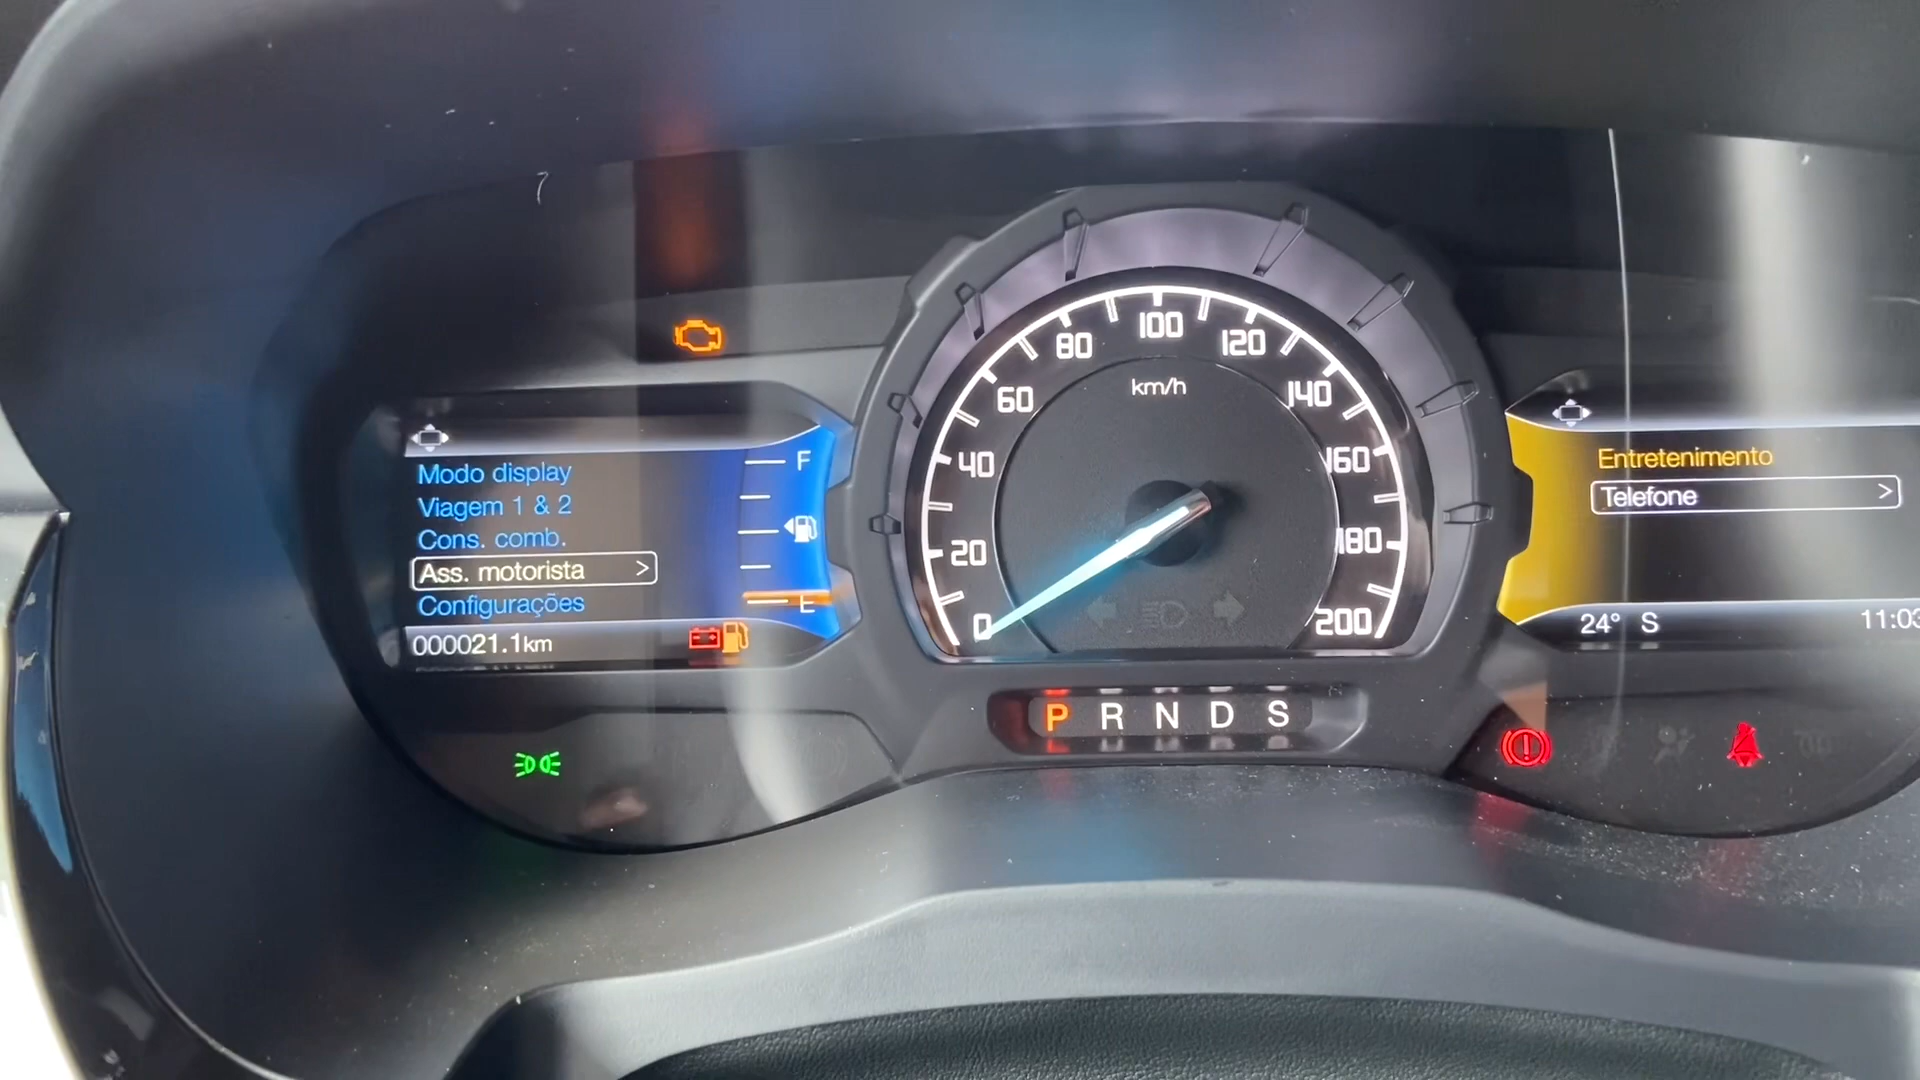 Modo display
Viagem 1 & 2
Cons. comb.
Ass. motorista >
Configurações
000021.1km
F
E
0
20
40
60
80
100
120
140
160
180
200
km/h
P R N D S
Entretenimento
Telefone >
24° S
11:03